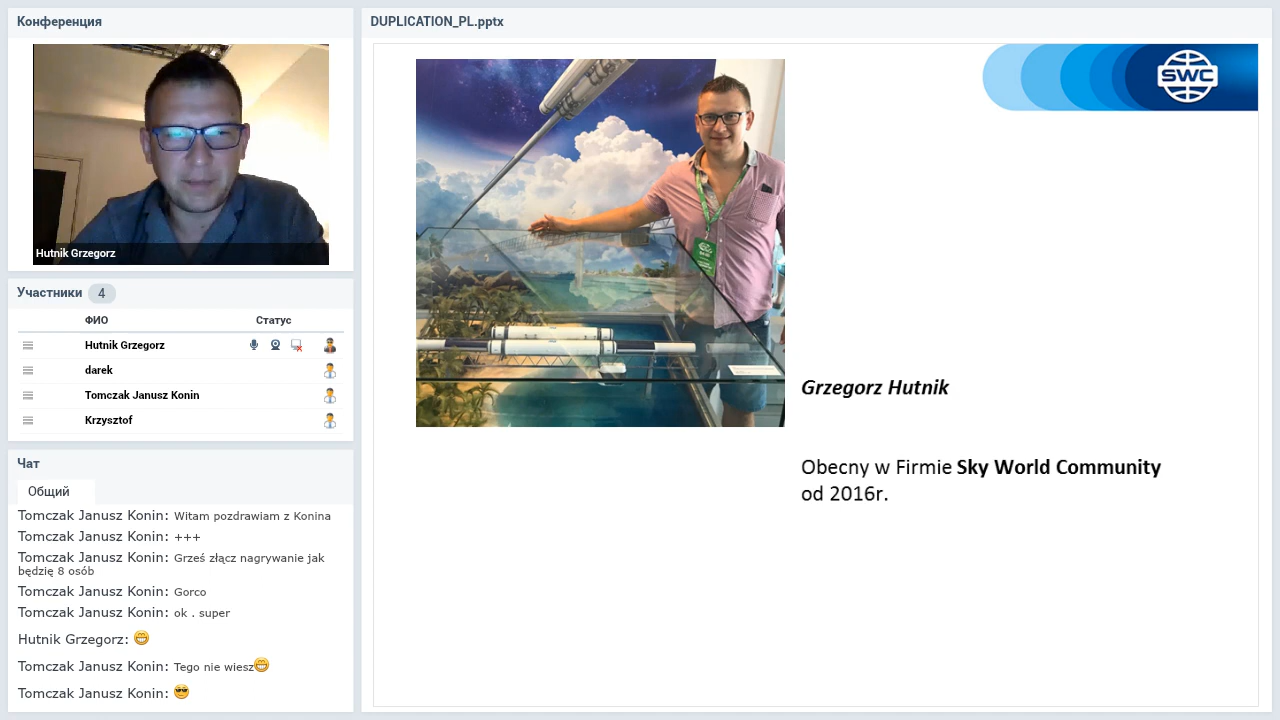 Конференция
Hutnik Grzegorz
Участники 4
ФИО Статус
Hutnik Grzegorz
darek
Tomczak Janusz Konin
Krzysztof
Чат
Общий
Tomczak Janusz Konin: Witam pozdrawiam z Konina
Tomczak Janusz Konin: +++
Tomczak Janusz Konin: Grześ złącz nagrywanie jak
będzię 8 osób
Tomczak Janusz Konin: Gorco
Tomczak Janusz Konin: ok . super
Hutnik Grzegorz: 😁
Tomczak Janusz Konin: Tego nie wiesz😁
Tomczak Janusz Konin: 😎
DUPLICATION_PL.pptx
SWC
Grzegorz Hutnik
Obecny w Firmie Sky World Community
od 2016r.